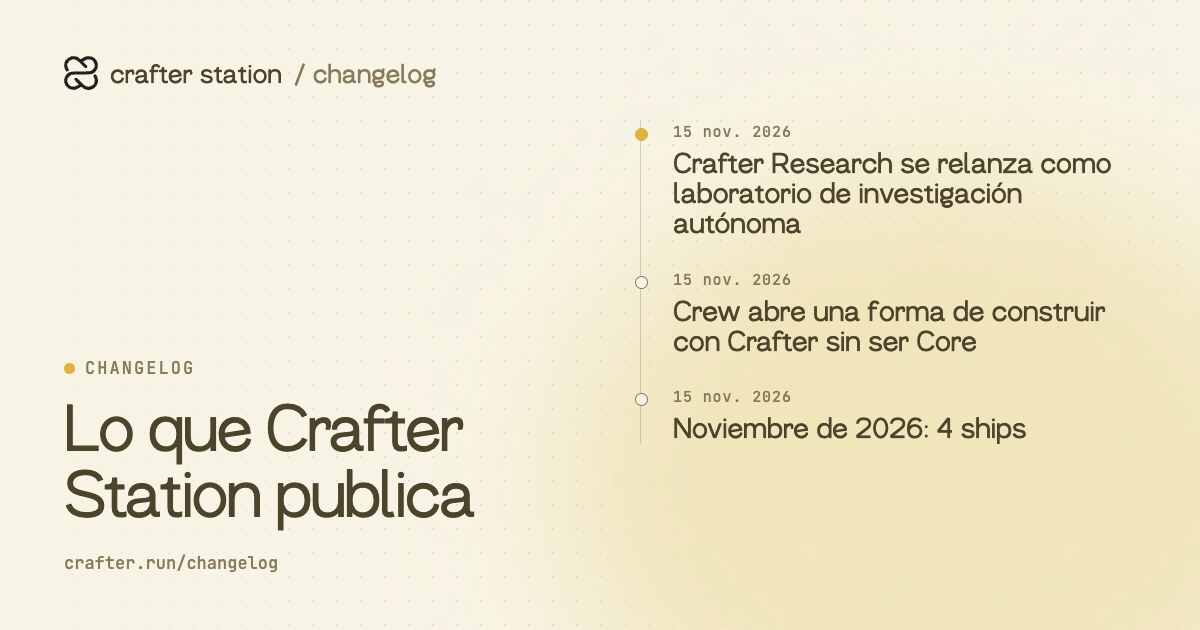 crafter station / changelog
CHANGELOG
Lo que Crafter
Station publica
crafter.run/changelog
15 nov. 2026
Crafter Research se relanza como
laboratorio de investigación
autónoma
15 nov. 2026
Crew abre una forma de construir
con Crafter sin ser Core
15 nov. 2026
Noviembre de 2026: 4 ships